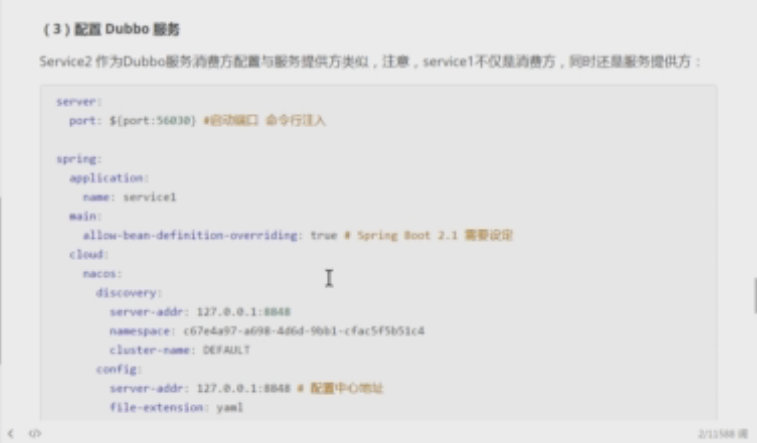 （3）配置 Dubbo 服务
Service2 作为Dubbo服务消费方配置与服务提供方类似，注意，service1不仅是消费方，同时还是服务提供方：
server:
  port: ${port:56030} #启动端口 命令行注入
spring:
  application:
    name: service1
  main:
    allow-bean-definition-overriding: true # Spring Boot 2.1 需要设定
  cloud:
    nacos:
      discovery:
        server-addr: 127.0.0.1:8848
        namespace: c67e4a97-a698-4d6d-9bb1-cfac5f5b51c4
        cluster-name: DEFAULT
      config:
        server-addr: 127.0.0.1:8848 # 配置中心地址
        file-extension: yaml
2/11588 词